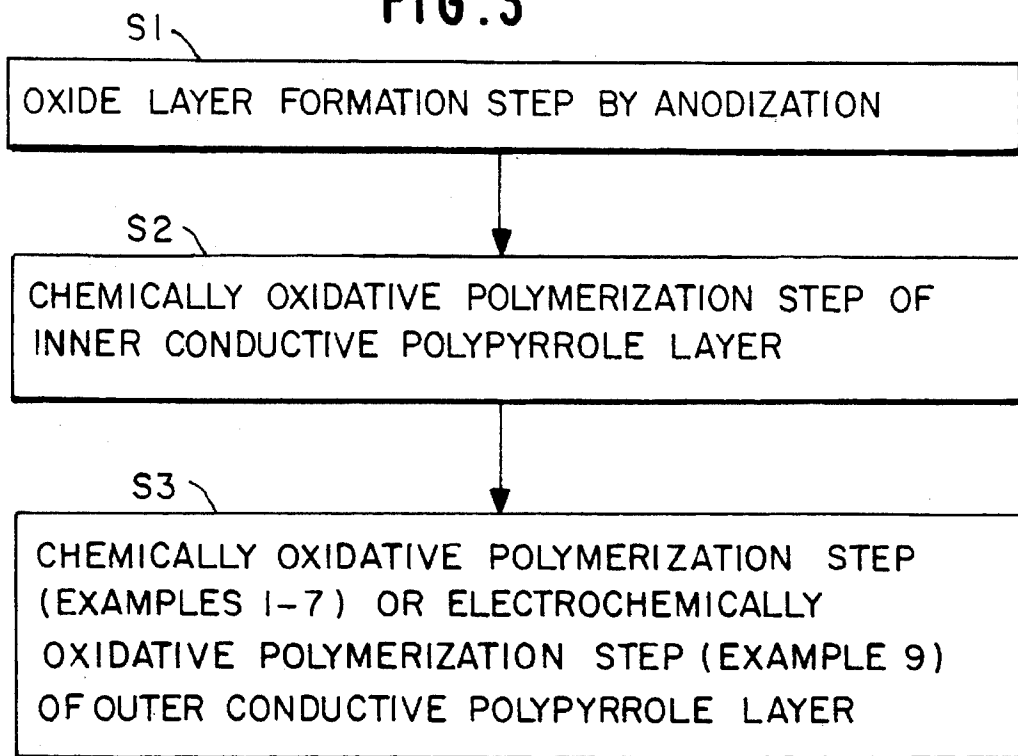 FIG.3
S1
OXIDE LAYER FORMATION STEP BY ANODIZATION
S2
CHEMICALLY OXIDATIVE POLYMERIZATION STEP OF
INNER CONDUCTIVE POLYPYRROLE LAYER
S3
CHEMICALLY OXIDATIVE POLYMERIZATION STEP
(EXAMPLES 1-7) OR ELECTROCHEMICALLY
OXIDATIVE POLYMERIZATION STEP (EXAMPLE 9)
OF OUTER CONDUCTIVE POLYPYRROLE LAYER